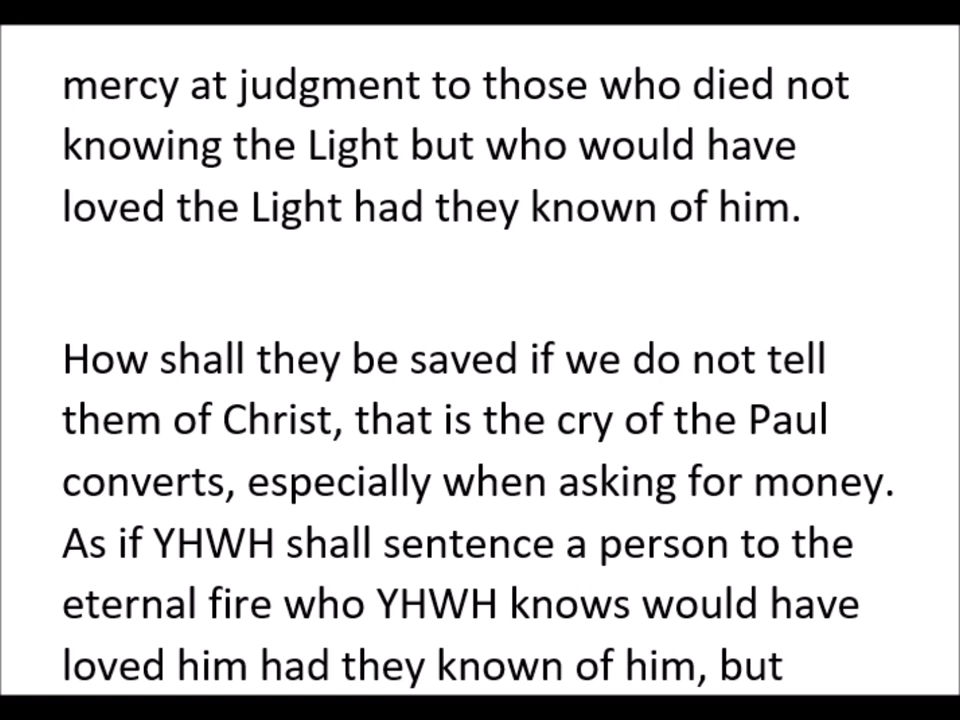 mercy at judgment to those who died not
knowing the Light but who would have
loved the Light had they known of him.
How shall they be saved if we do not tell
them of Christ, that is the cry of the Paul
converts, especially when asking for money.
As if YHWH shall sentence a person to the
eternal fire who YHWH knows would have
loved him had they known of him, but